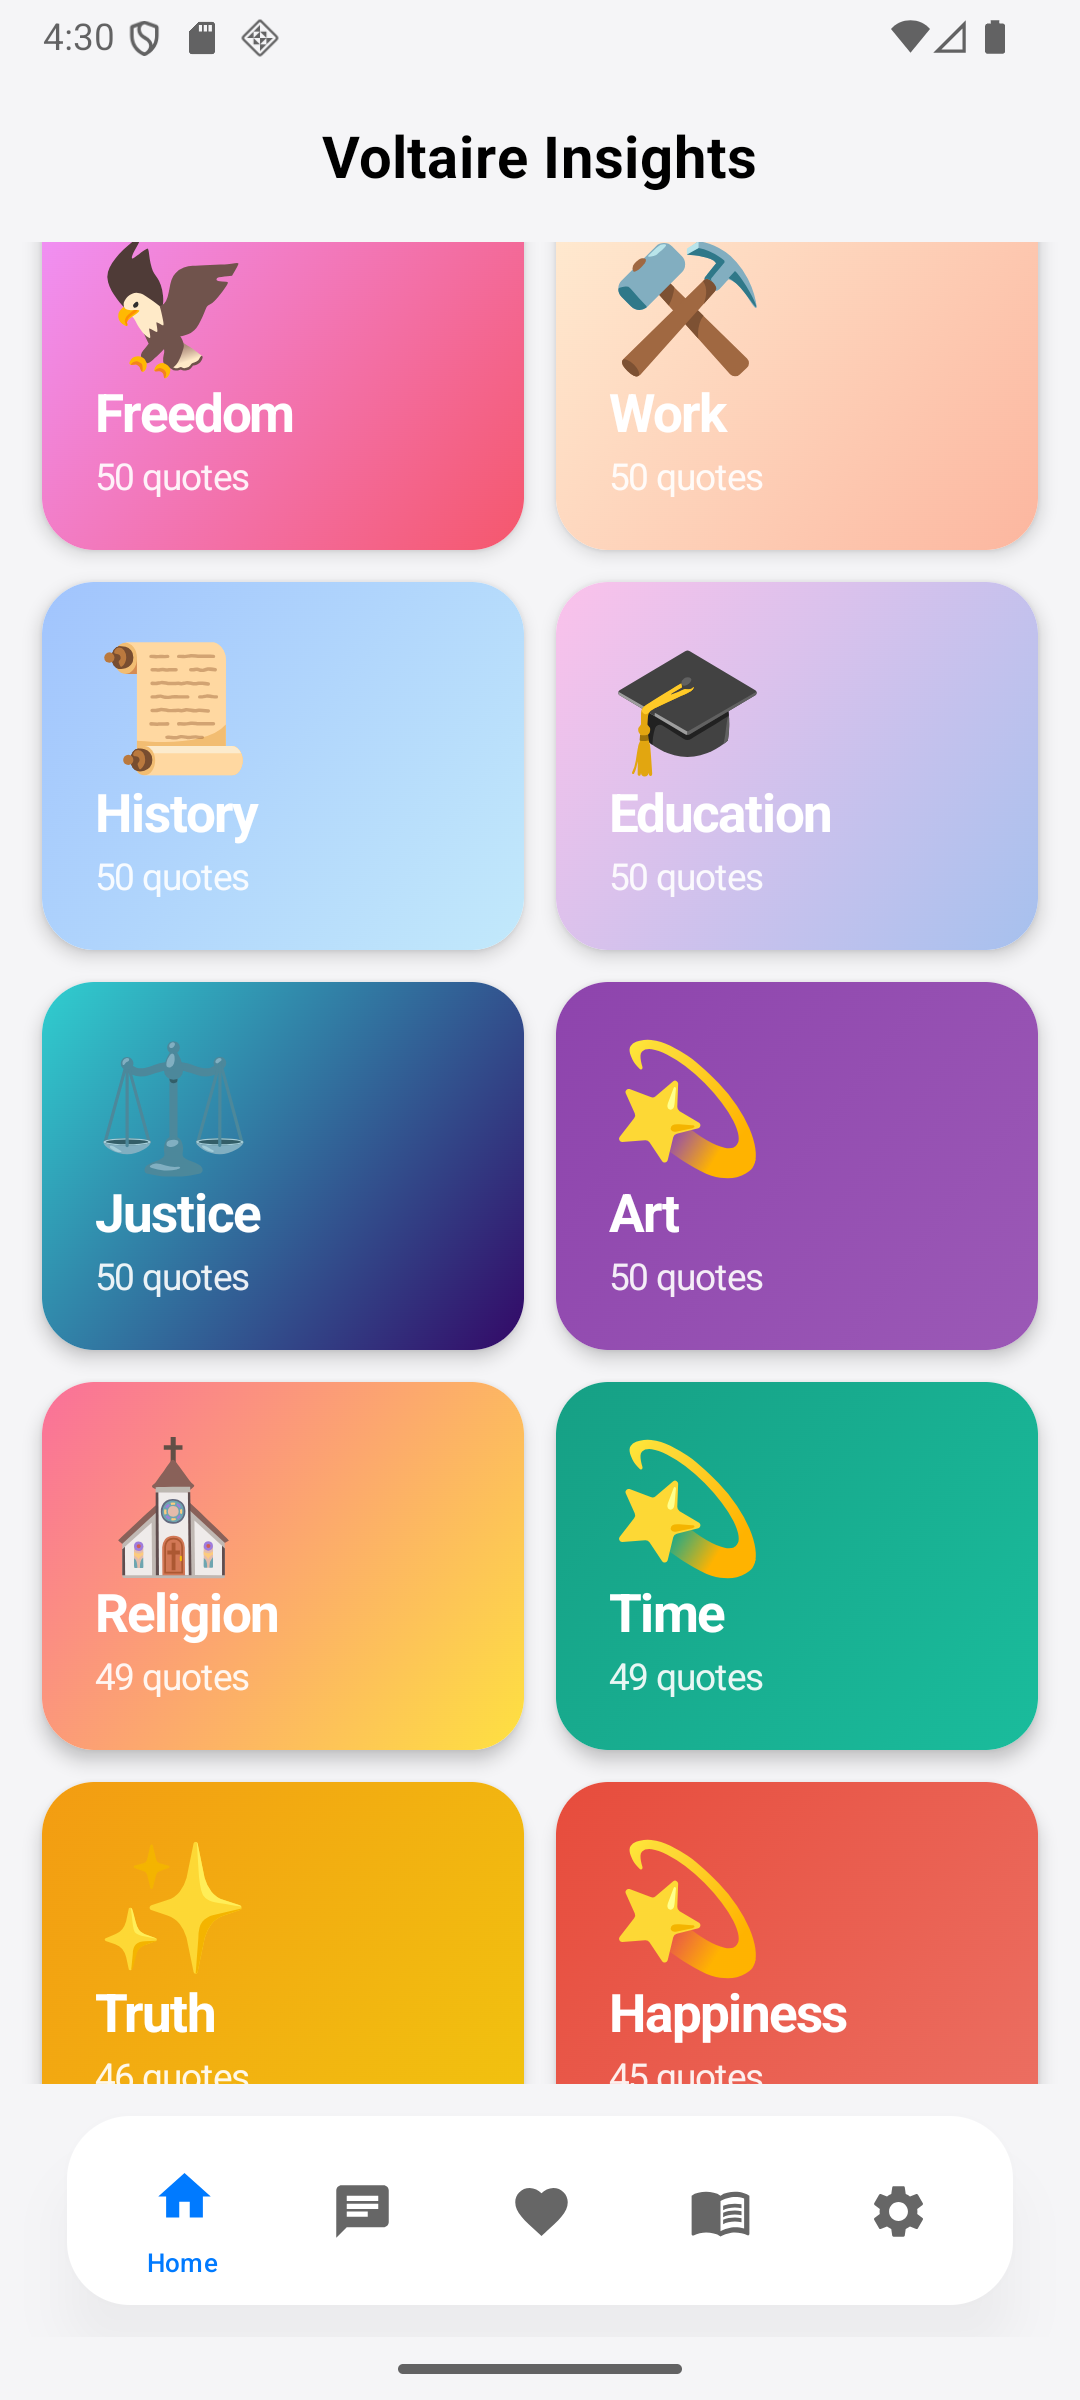 4:30
Voltaire Insights
Freedom
50 quotes
Work
50 quotes
History
50 quotes
Education
50 quotes
Justice
50 quotes
Art
50 quotes
Religion
49 quotes
Time
49 quotes
Truth
46 quotes
Happiness
45 quotes
Home